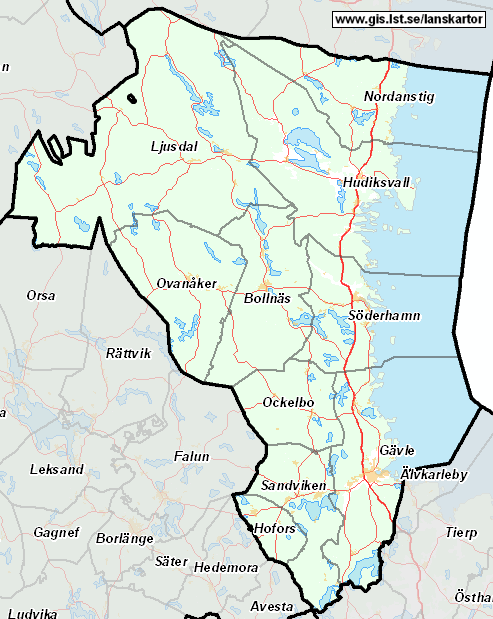 www.gis.lst.se/lanskartor
n
Nordanstig
Ljusdal
Hudiksvall
Ovanåker
Orsa
Bollnäs
Söderhamn
Rättvik
Ockelbo
a
Gävle
Falun
Leksand
Älvkarleby
Sandviken
Hofors
Gagnef
Borlänge
Tierp
Säter
Hedemora
Östhan
Avesta
Ludvika